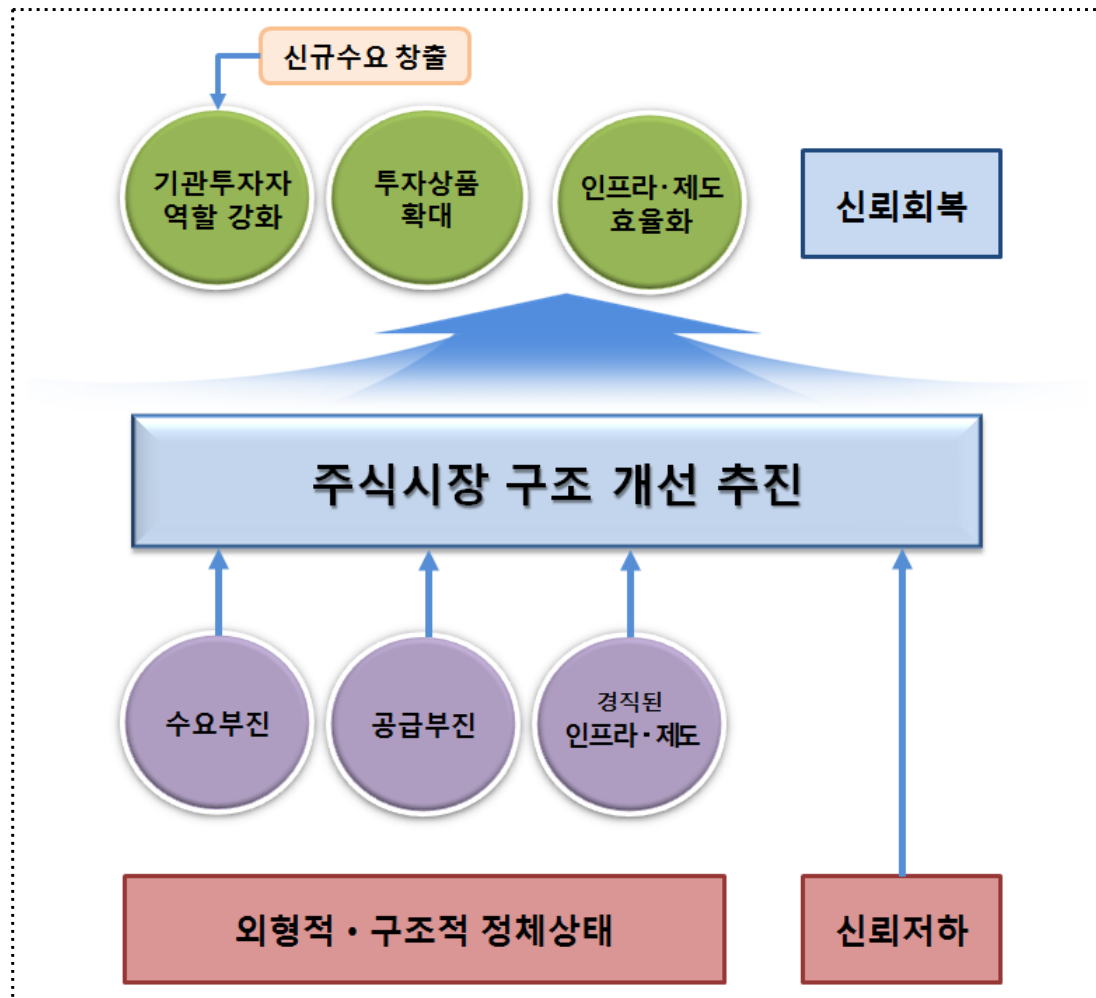 신규수요 창출
기관투자자
역할 강화
투자상품
확대
인프라·제도
효율화
신뢰회복
주식시장 구조 개선 추진
수요부진
공급부진
경직된
인프라·제도
외형적·구조적 정체상태
신뢰저하